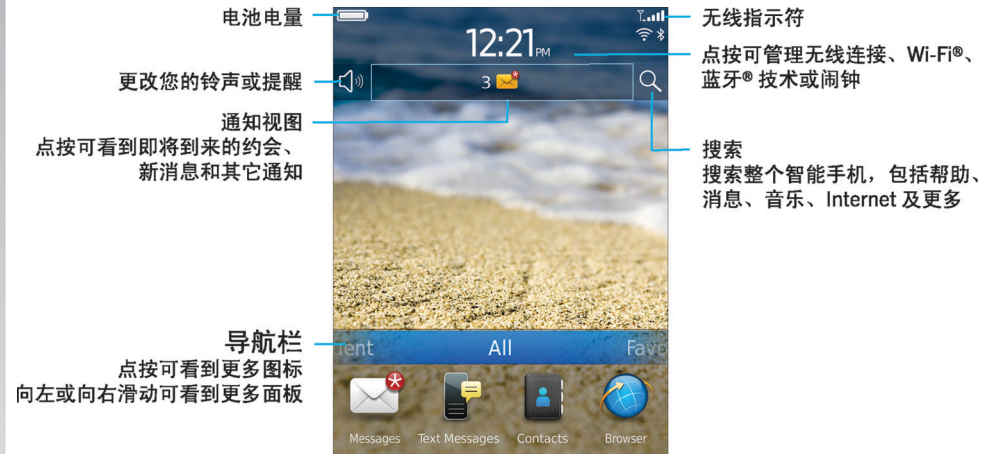 电池电量
更改您的铃声或提醒
通知视图
点按可看到即将到来的约会、
新消息和其它通知
导航栏
点按可看到更多图标
向左或向右滑动可看到更多面板
12:21 PM
3
dent All Favo
Messages Text Messages Contacts Browser
无线指示符
点按可管理无线连接、Wi-Fi®、
蓝牙® 技术或闹钟
搜索
搜索整个智能手机，包括帮助、
消息、音乐、Internet 及更多